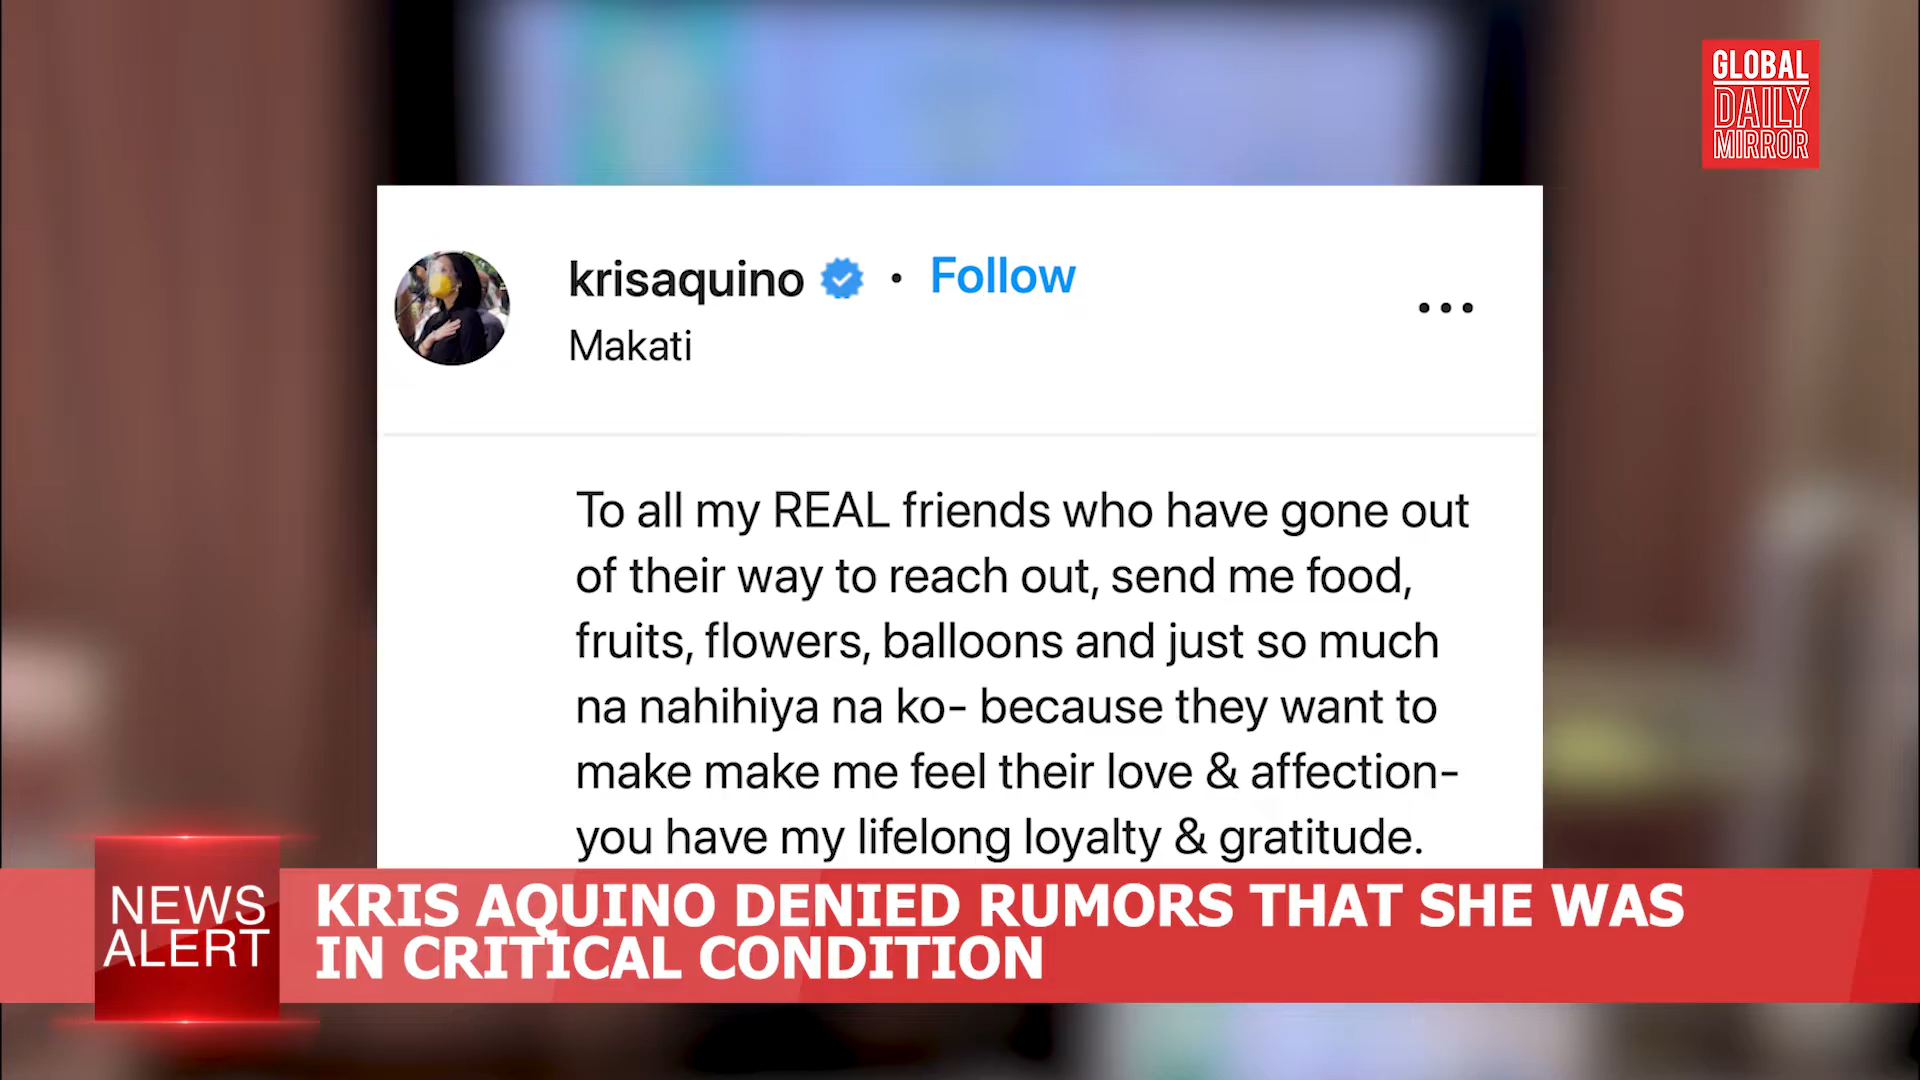 GLOBAL
DAILY
MIRROR
krisaquino • Follow
Makati
To all my REAL friends who have gone out
of their way to reach out, send me food,
fruits, flowers, balloons and just so much
na nahihiya na ko- because they want to
make make me feel their love & affection-
you have my lifelong loyalty & gratitude.
NEWS
ALERT
KRIS AQUINO DENIED RUMORS THAT SHE WAS
IN CRITICAL CONDITION